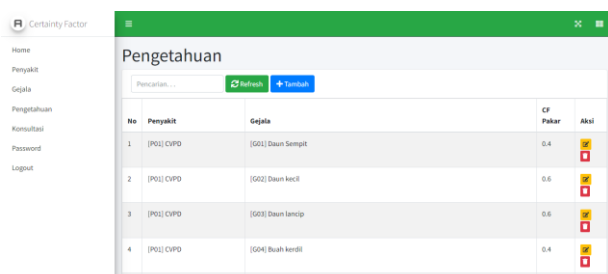 Certainty Factor
Home
Penyakit
Gejala
Pengetahuan
Konsultasi
Password
Logout
Pengetahuan
Pencarian... Refresh Tambah
No Penyakit Gejala CF Pakar Aksi
1 [P01] CVPD [G01] Daun Sempit 0.4
2 [P01] CVPD [G02] Daun kecil 0.6
3 [P01] CVPD [G03] Daun lancip 0.6
4 [P01] CVPD [G04] Buah kerdil 0.4